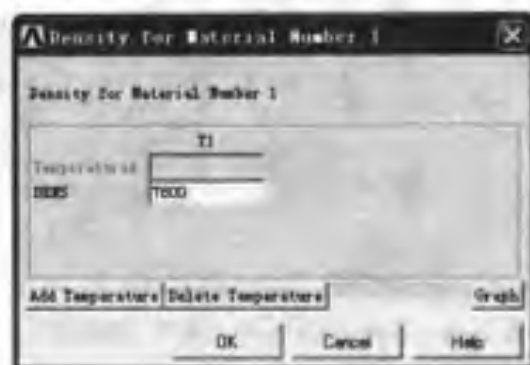 Density for Material Number 1
Density for Material Number 1
T1
Temperatures
DENS 7800
Add Temperature Delete Temperature Graph
OK Cancel Help